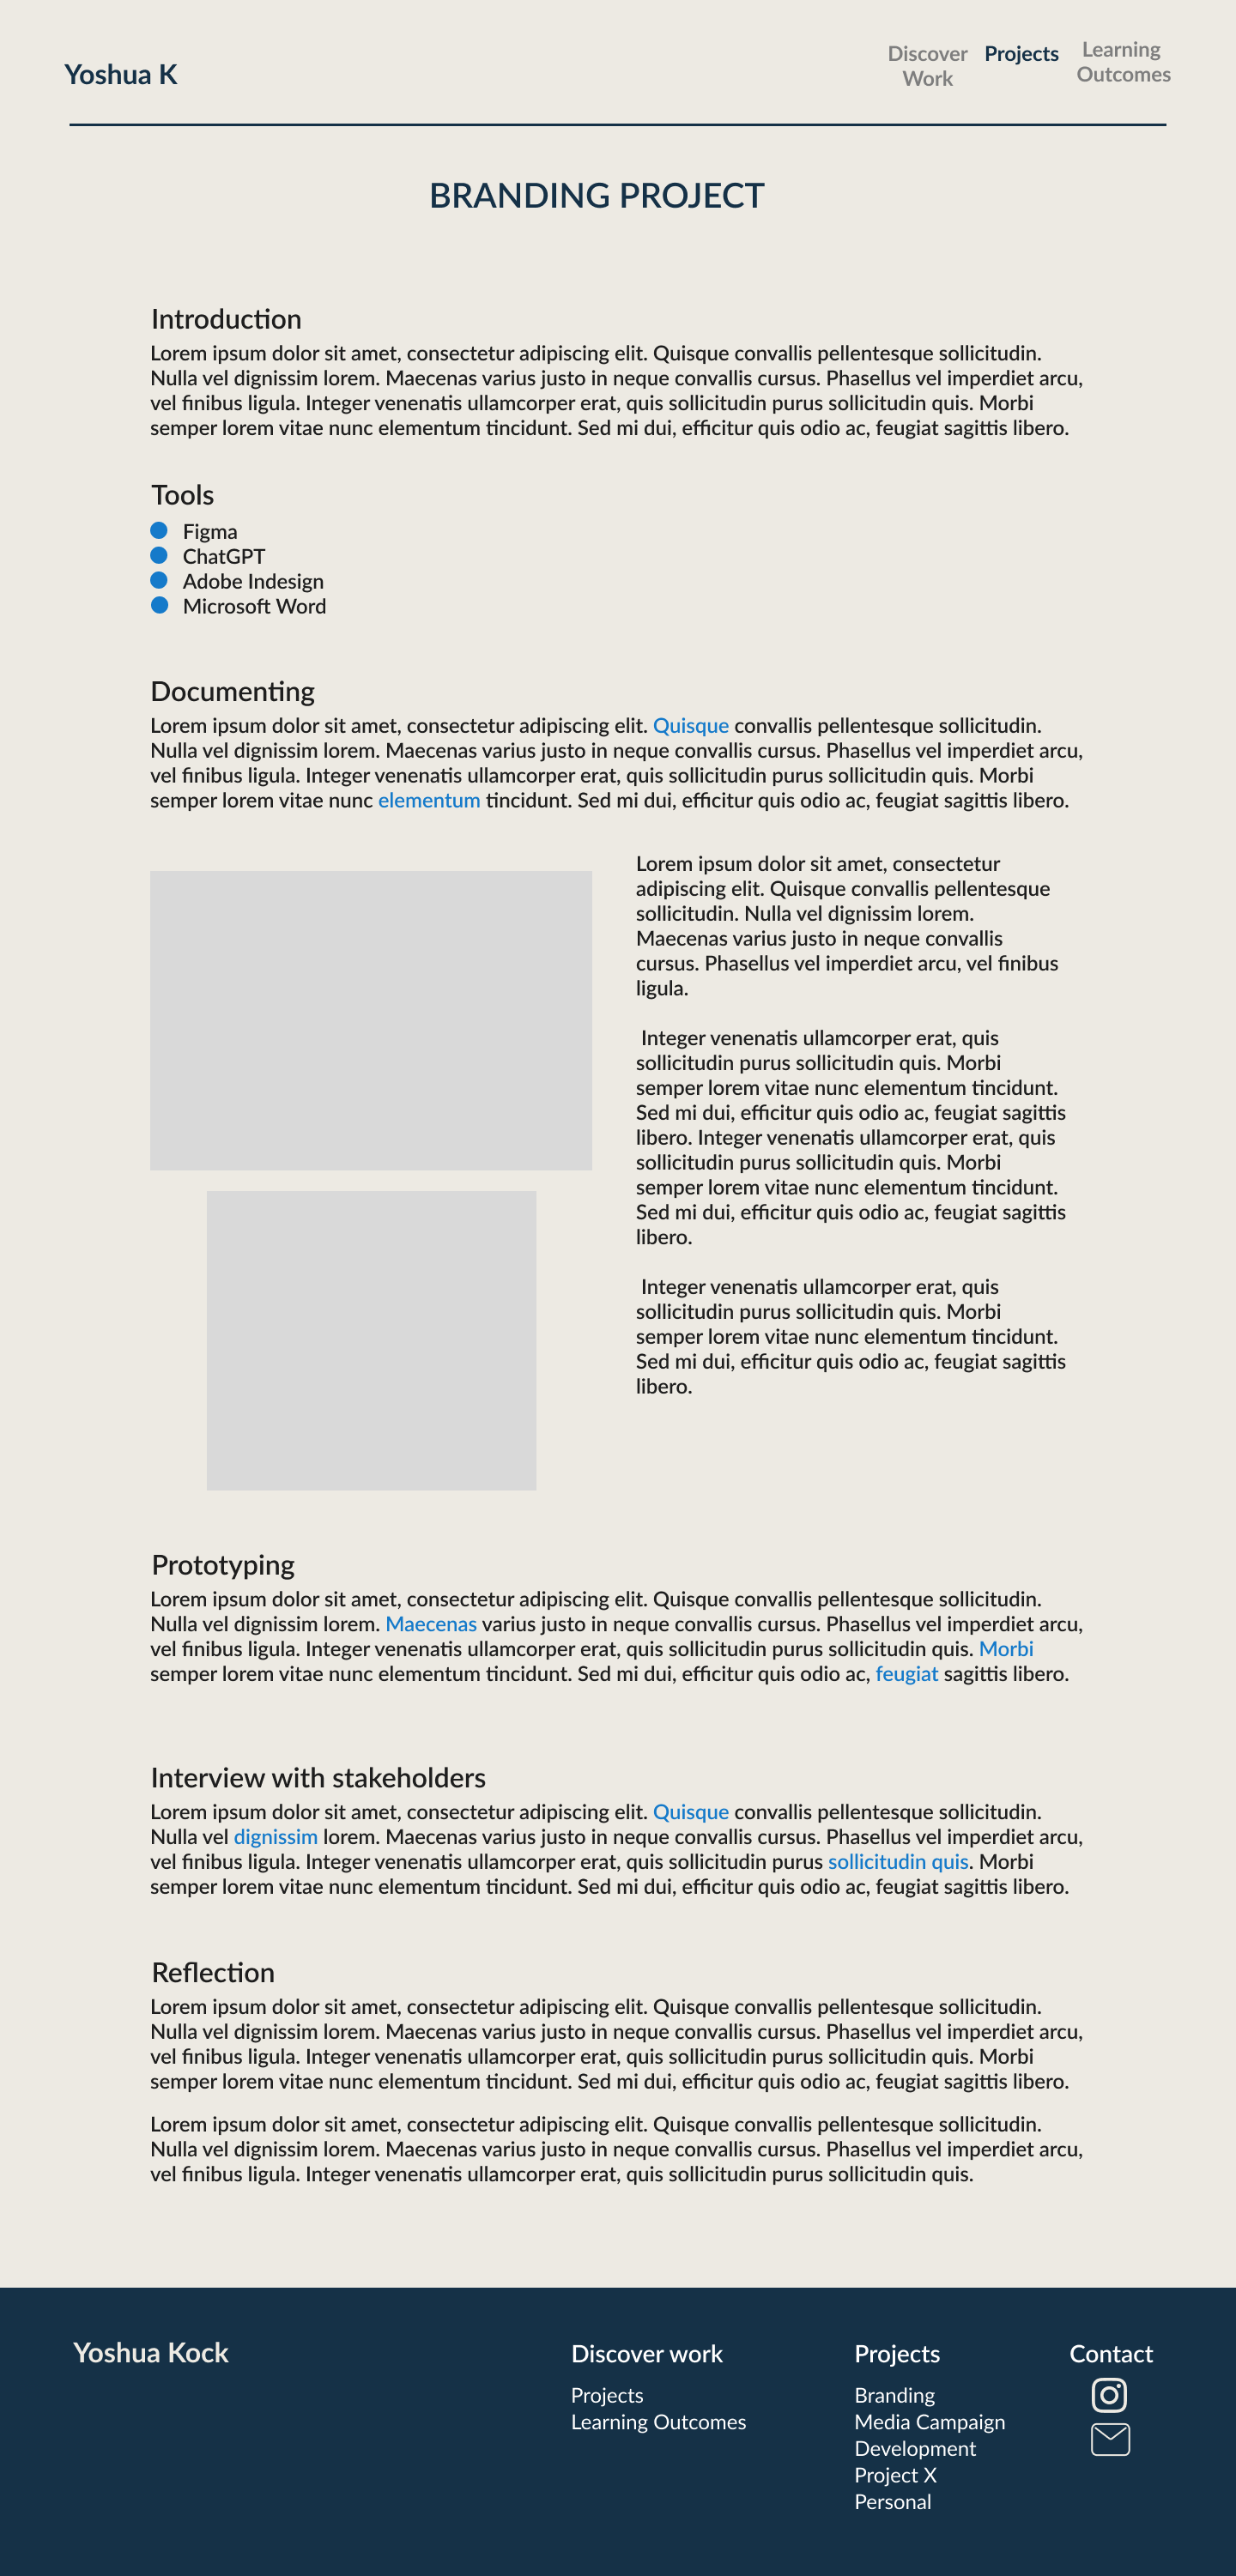 Yoshua K
Discover
Work
Projects
Learning
Outcomes
BRANDING PROJECT
Introduction
Lorem ipsum dolor sit amet, consectetur adipiscing elit. Quisque convallis pellentesque sollicitudin.
Nulla vel dignissim lorem. Maecenas varius justo in neque convallis cursus. Phasellus vel imperdiet arcu,
vel finibus ligula. Integer venenatis ullamcorper erat, quis sollicitudin purus sollicitudin quis. Morbi
semper lorem vitae nunc elementum tincidunt. Sed mi dui, efficitur quis odio ac, feugiat sagittis libero.
Tools
Figma
ChatGPT
Adobe Indesign
Microsoft Word
Documenting
Lorem ipsum dolor sit amet, consectetur adipiscing elit. Quisque convallis pellentesque sollicitudin.
Nulla vel dignissim lorem. Maecenas varius justo in neque convallis cursus. Phasellus vel imperdiet arcu,
vel finibus ligula. Integer venenatis ullamcorper erat, quis sollicitudin purus sollicitudin quis. Morbi
semper lorem vitae nunc elementum tincidunt. Sed mi dui, efficitur quis odio ac, feugiat sagittis libero.
Lorem ipsum dolor sit amet, consectetur
adipiscing elit. Quisque convallis pellentesque
sollicitudin. Nulla vel dignissim lorem.
Maecenas varius justo in neque convallis
cursus. Phasellus vel imperdiet arcu, vel finibus
ligula.
Integer venenatis ullamcorper erat, quis
sollicitudin purus sollicitudin quis. Morbi
semper lorem vitae nunc elementum tincidunt.
Sed mi dui, efficitur quis odio ac, feugiat sagittis
libero. Integer venenatis ullamcorper erat, quis
sollicitudin purus sollicitudin quis. Morbi
semper lorem vitae nunc elementum tincidunt.
Sed mi dui, efficitur quis odio ac, feugiat sagittis
libero.
Integer venenatis ullamcorper erat, quis
sollicitudin purus sollicitudin quis. Morbi
semper lorem vitae nunc elementum tincidunt.
Sed mi dui, efficitur quis odio ac, feugiat sagittis
libero.
Prototyping
Lorem ipsum dolor sit amet, consectetur adipiscing elit. Quisque convallis pellentesque sollicitudin.
Nulla vel dignissim lorem. Maecenas varius justo in neque convallis cursus. Phasellus vel imperdiet arcu,
vel finibus ligula. Integer venenatis ullamcorper erat, quis sollicitudin purus sollicitudin quis. Morbi
semper lorem vitae nunc elementum tincidunt. Sed mi dui, efficitur quis odio ac, feugiat sagittis libero.
Interview with stakeholders
Lorem ipsum dolor sit amet, consectetur adipiscing elit. Quisque convallis pellentesque sollicitudin.
Nulla vel dignissim lorem. Maecenas varius justo in neque convallis cursus. Phasellus vel imperdiet arcu,
vel finibus ligula. Integer venenatis ullamcorper erat, quis sollicitudin purus sollicitudin quis. Morbi
semper lorem vitae nunc elementum tincidunt. Sed mi dui, efficitur quis odio ac, feugiat sagittis libero.
Reflection
Lorem ipsum dolor sit amet, consectetur adipiscing elit. Quisque convallis pellentesque sollicitudin.
Nulla vel dignissim lorem. Maecenas varius justo in neque convallis cursus. Phasellus vel imperdiet arcu,
vel finibus ligula. Integer venenatis ullamcorper erat, quis sollicitudin purus sollicitudin quis. Morbi
semper lorem vitae nunc elementum tincidunt. Sed mi dui, efficitur quis odio ac, feugiat sagittis libero.
Lorem ipsum dolor sit amet, consectetur adipiscing elit. Quisque convallis pellentesque sollicitudin.
Nulla vel dignissim lorem. Maecenas varius justo in neque convallis cursus. Phasellus vel imperdiet arcu,
vel finibus ligula. Integer venenatis ullamcorper erat, quis sollicitudin purus sollicitudin quis.
Yoshua Kock
Discover work
Projects
Learning Outcomes
Projects
Branding
Media Campaign
Development
Project X
Personal
Contact